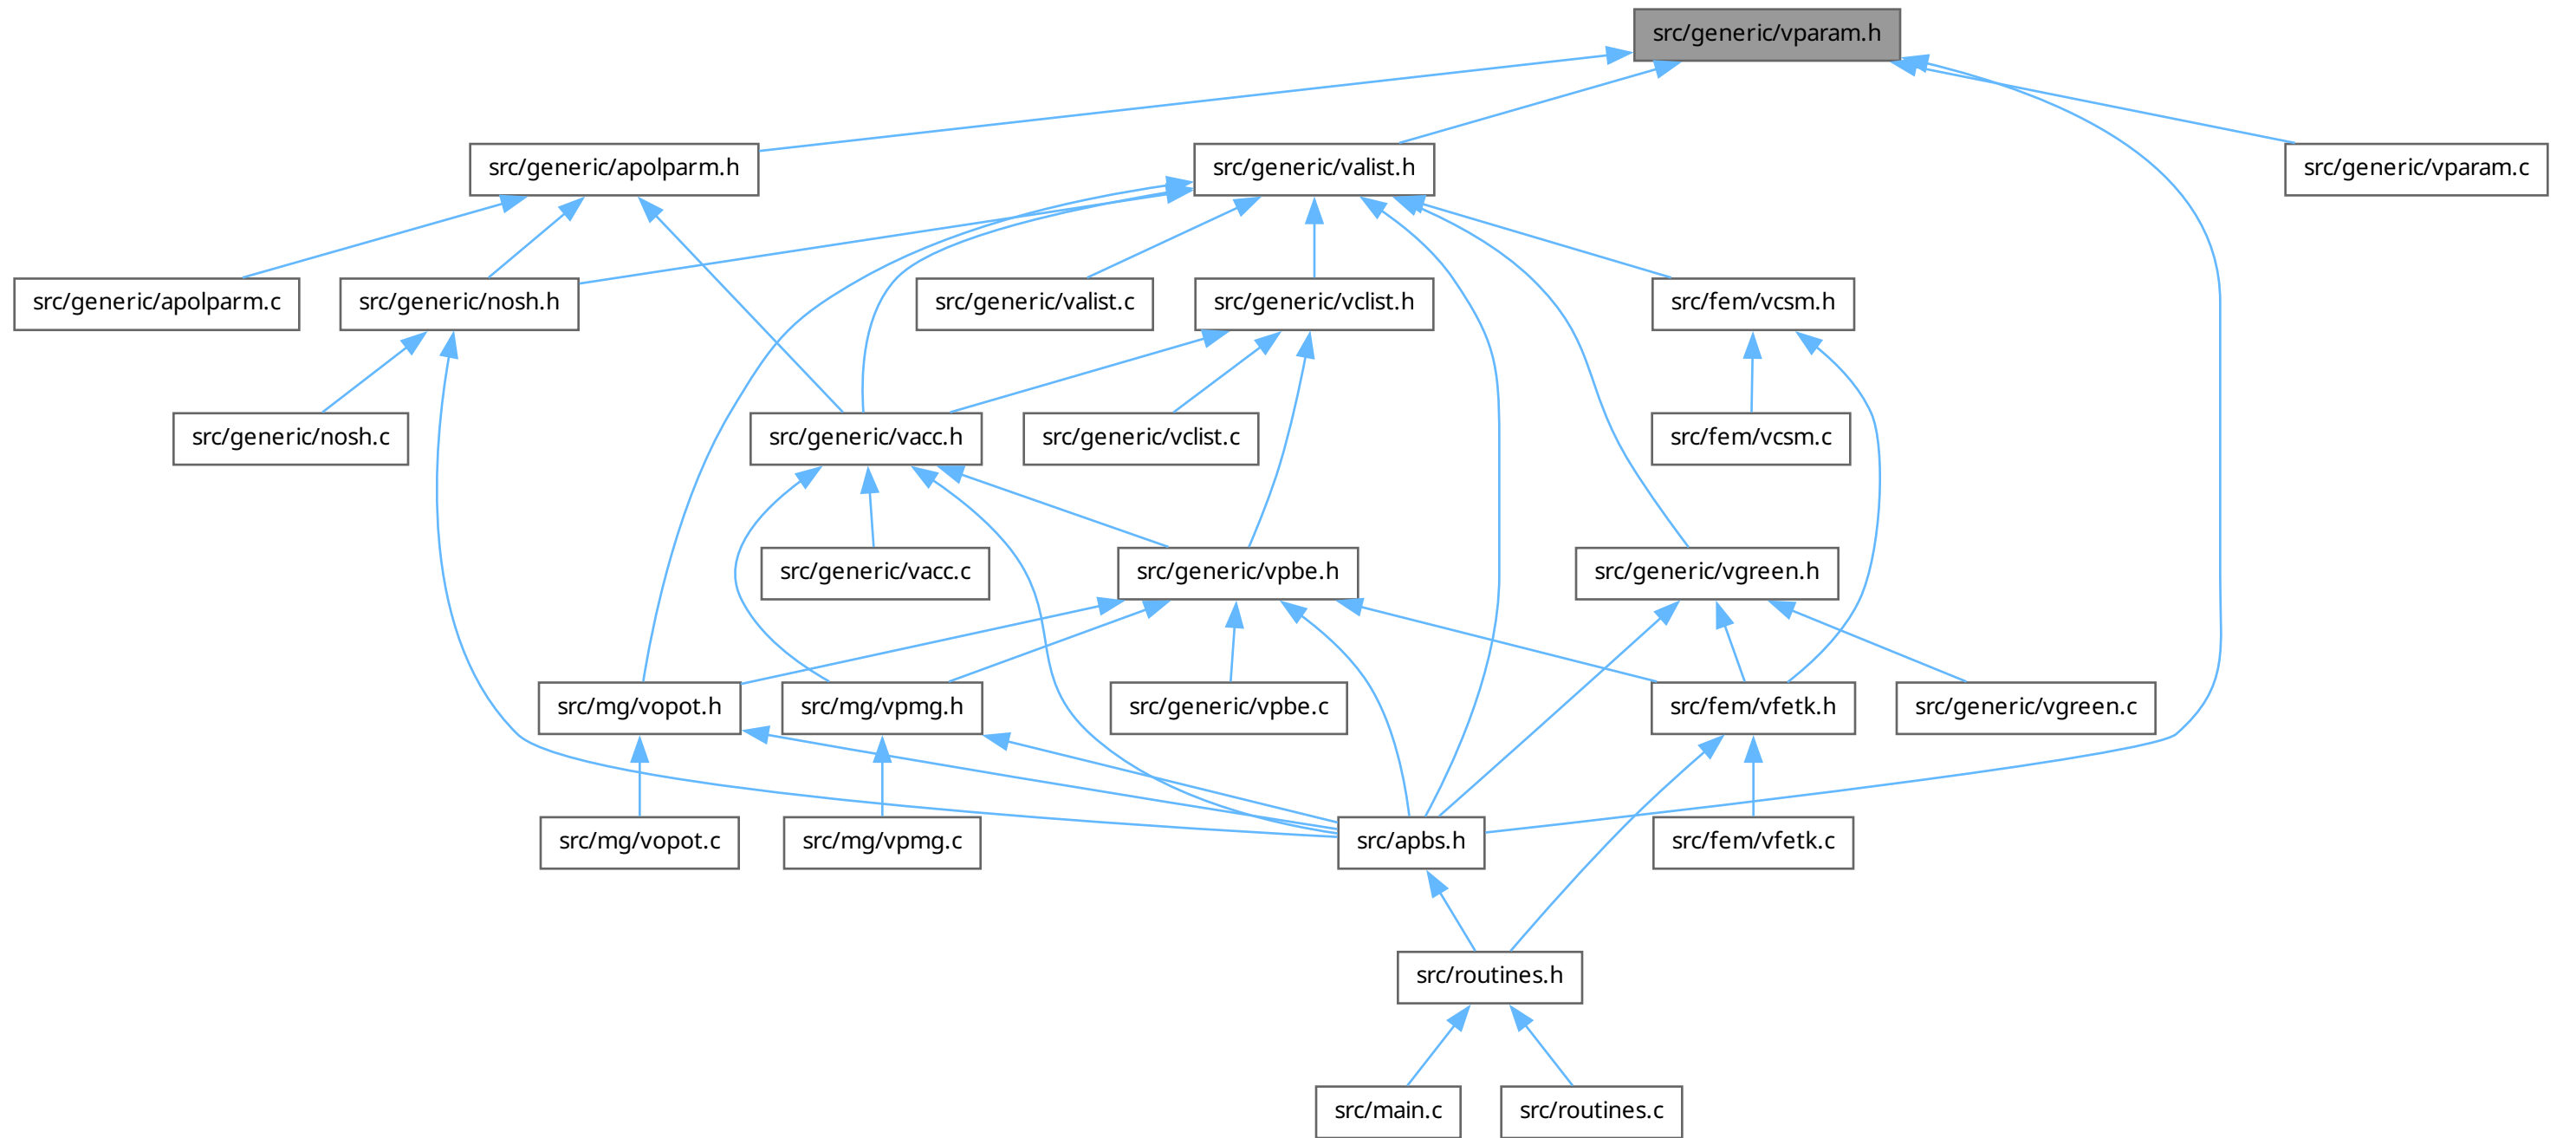 src/generic/vparam.h
src/generic/apolparm.h
src/generic/valist.h
src/generic/vparam.c
src/generic/apolparm.c
src/generic/nosh.h
src/generic/valist.c
src/generic/vclist.h
src/fem/vcsm.h
src/generic/nosh.c
src/generic/vacc.h
src/generic/vclist.c
src/fem/vcsm.c
src/generic/vacc.c
src/generic/vpbe.h
src/generic/vgreen.h
src/mg/vopot.h
src/mg/vpmg.h
src/generic/vpbe.c
src/fem/vfetk.h
src/generic/vgreen.c
src/mg/vopot.c
src/mg/vpmg.c
src/apbs.h
src/fem/vfetk.c
src/routines.h
src/main.c
src/routines.c